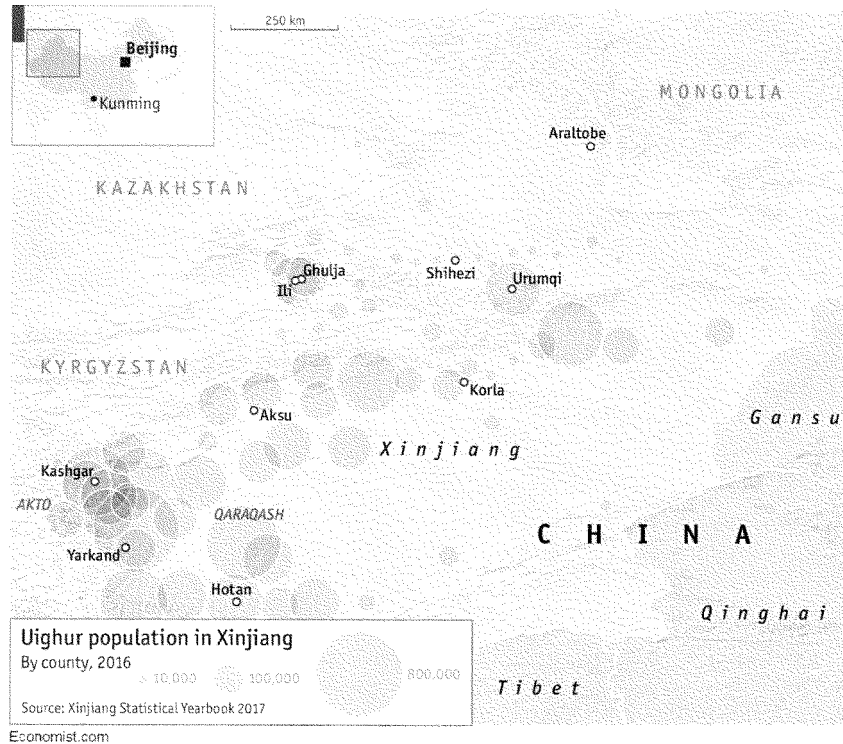 250 km
Beijing
Kunming
MONGOLIA
Araltobe
KAZAKHSTAN
Ghulja
Ili
Shihezi
Urumqi
KYRGYZSTAN
Korla
Aksu
Gansu
Xinjiang
Kashgar
AKTO
QARAQASH
CHINA
Yarkand
Hotan
Qinghai
Uighur population in Xinjiang
By county, 2016
10,000
100,000
800,000
Tibet
Source: Xinjiang Statistical Yearbook 2017
Economist.com